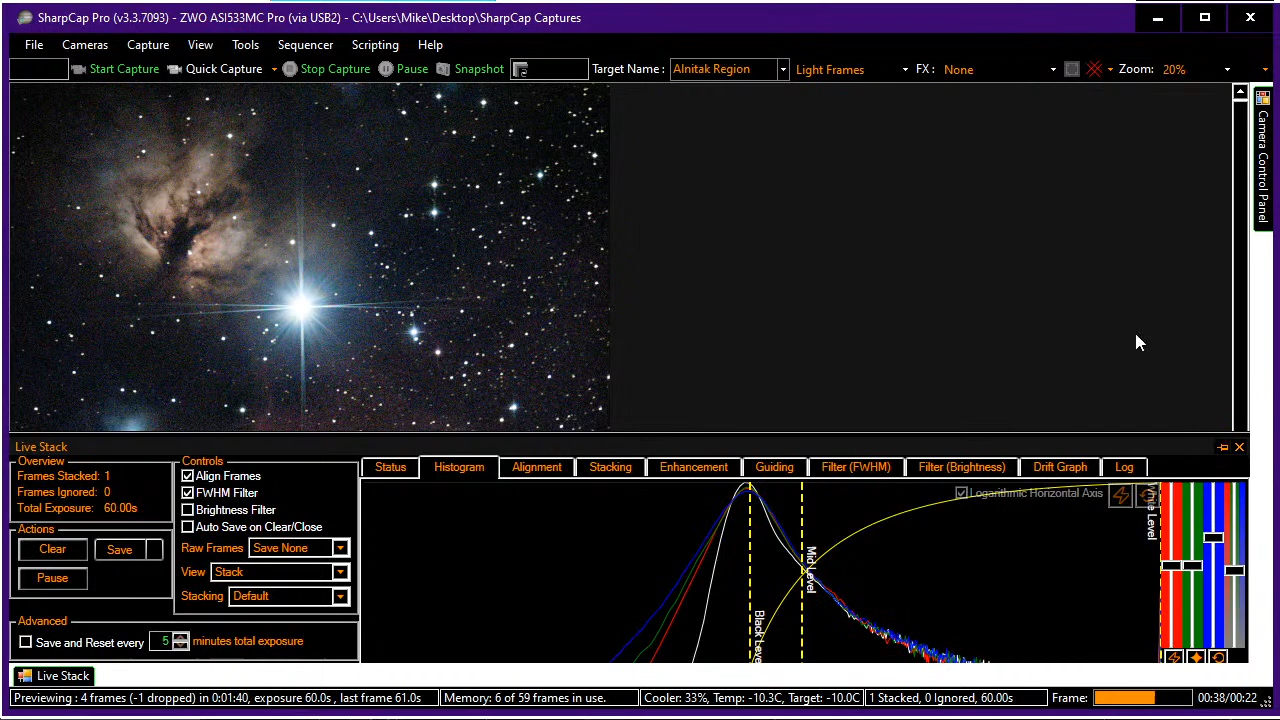 SharpCap Pro (v3.3.7093) - ZWO ASI533MC Pro (via USB2) - C:\Users\Mike\Desktop\SharpCap Captures
File Cameras Capture View Tools Sequencer Scripting Help
Start Capture Quick Capture Stop Capture Pause Snapshot Target Name : Alnitak Region Light Frames FX : None Zoom: 20%
Camera Control Panel
Live Stack
Overview
Frames Stacked: 1
Frames Ignored: 0
Total Exposure: 60.00s
Actions
Clear Save
Pause
Controls
Align Frames
FWHM Filter
Brightness Filter
Auto Save on Clear/Close
Raw Frames Save None
View Stack
Stacking Default
Advanced
Save and Reset every 5 minutes total exposure
Status Histogram Alignment Stacking Enhancement Guiding Filter (FWHM) Filter (Brightness) Drift Graph Log
Logarithmic Horizontal Axis
Black Level
Mid Level
Live Stack
Previewing : 4 frames (-1 dropped) in 0:01:40, exposure 60.0s, last frame 61.0s Memory: 6 of 59 frames in use. Cooler: 33%, Temp: -10.3C, Target: -10.0C 1 Stacked, 0 Ignored, 60.00s Frame: 00:38/00:22